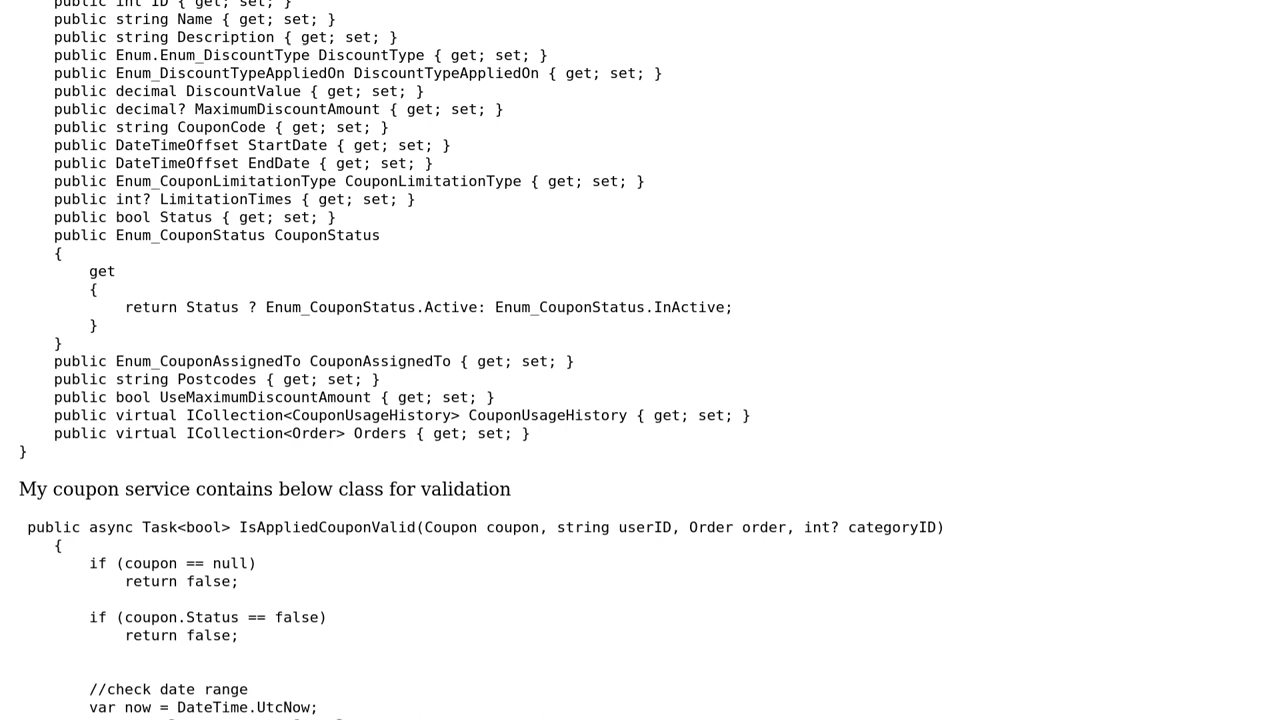 public int ID { get; set; }
public string Name { get; set; }
public string Description { get; set; }
public Enum.Enum_DiscountType DiscountType { get; set; }
public Enum_DiscountTypeAppliedOn DiscountTypeAppliedOn { get; set; }
public decimal DiscountValue { get; set; }
public decimal? MaximumDiscountAmount { get; set; }
public string CouponCode { get; set; }
public DateTimeOffset StartDate { get; set; }
public DateTimeOffset EndDate { get; set; }
public Enum_CouponLimitationType CouponLimitationType { get; set; }
public int? LimitationTimes { get; set; }
public bool Status { get; set; }
public Enum_CouponStatus CouponStatus
{
get
{
return Status ? Enum_CouponStatus.Active: Enum_CouponStatus.InActive;
}
}
public Enum_CouponAssignedTo CouponAssignedTo { get; set; }
public string Postcodes { get; set; }
public bool UseMaximumDiscountAmount { get; set; }
public virtual ICollection<CouponUsageHistory> CouponUsageHistory { get; set; }
public virtual ICollection<Order> Orders { get; set; }
}
My coupon service contains below class for validation
public async Task<bool> IsAppliedCouponValid(Coupon coupon, string userID, Order order, int? categoryID)
{
if (coupon == null)
return false;
if (coupon.Status == false)
return false;
//check date range
var now = DateTime.UtcNow;